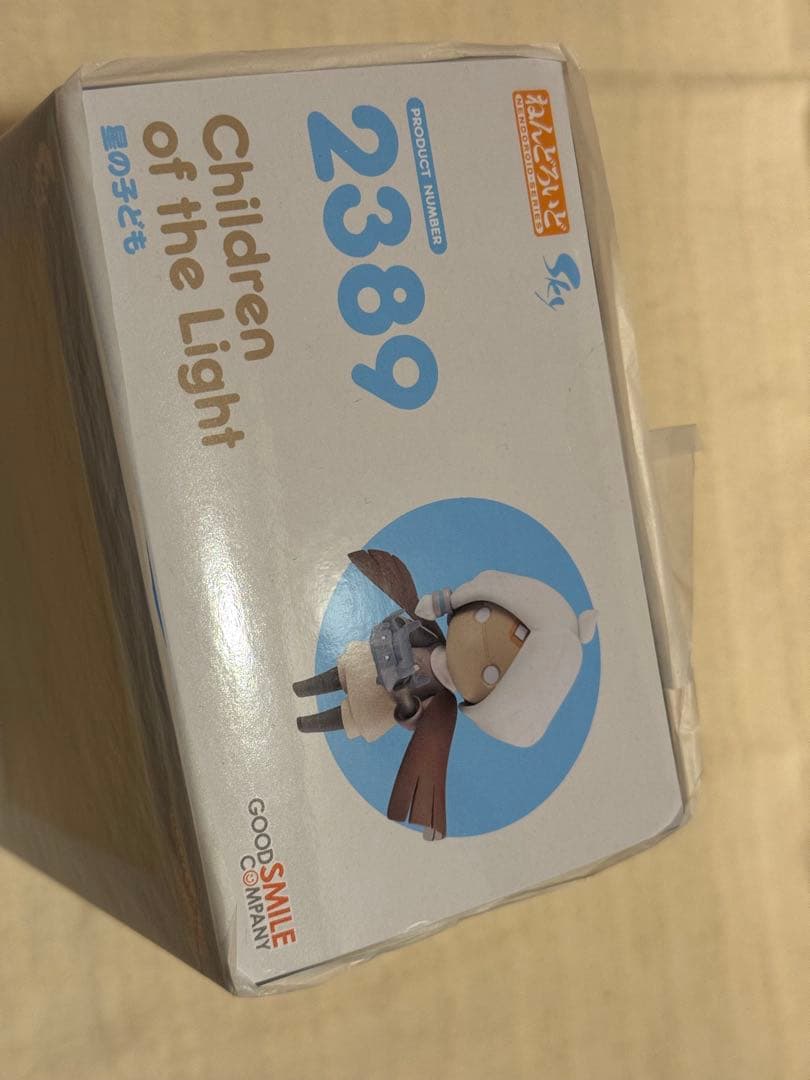 ねんどろいど
NENDOROID SERIES
Sky
PRODUCT NUMBER
2389
Children
of the Light
星の子ども
GOOD SMILE
COMPANY